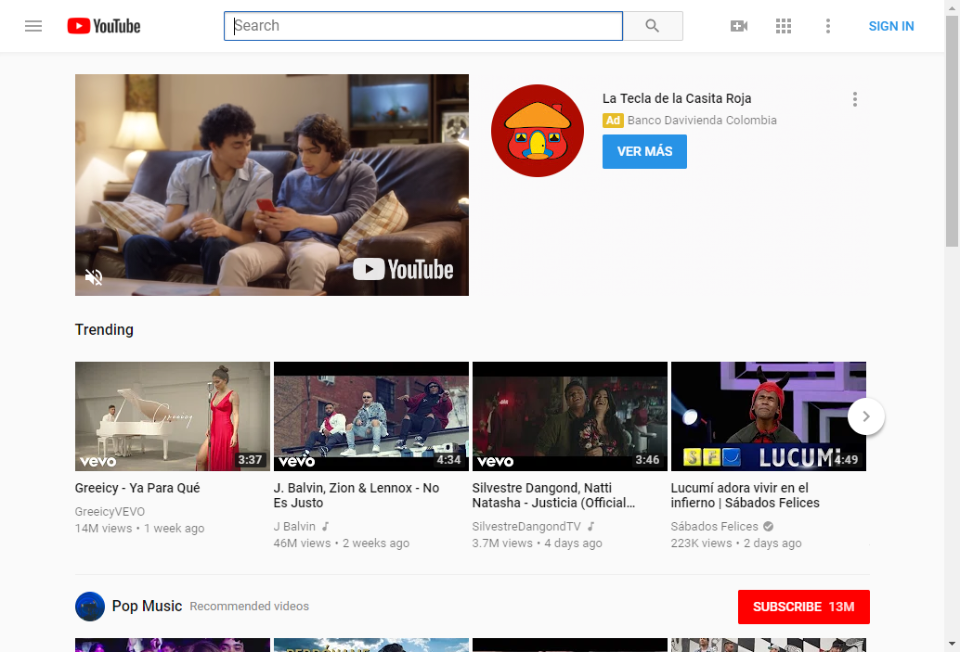 YouTube
Search
SIGN IN
La Tecla de la Casita Roja
Ad Banco Davivienda Colombia
VER MÁS
YouTube
Trending
Greeicy
vevo
3:37
vevo
4:34
vevo
3:46
SFC LUCUMÍ
4:49
Greeicy - Ya Para Qué
GreeicyVEVO
14M views • 1 week ago
J. Balvin, Zion & Lennox - No
Es Justo
J Balvin
46M views • 2 weeks ago
Silvestre Dangond, Natti
Natasha - Justicia (Official...
SilvestreDangondTV
3.7M views • 4 days ago
Lucumí adora vivir en el
infierno | Sábados Felices
Sábados Felices
223K views • 2 days ago
Pop Music Recommended videos
SUBSCRIBE 13M